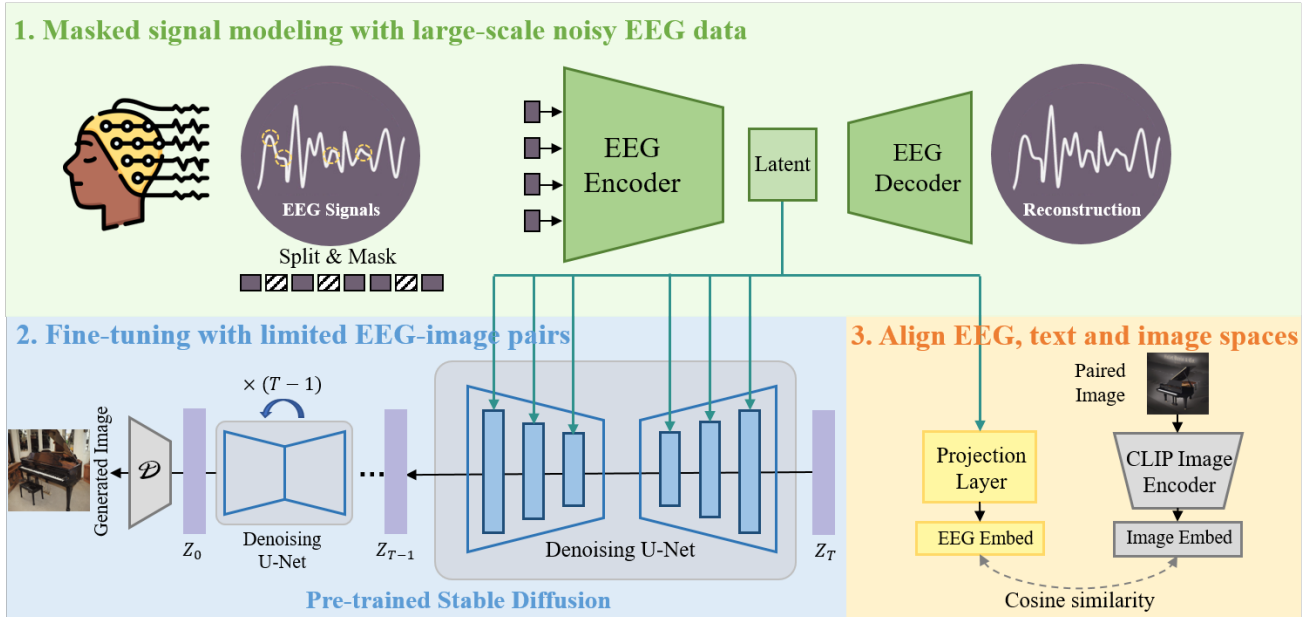 1. Masked signal modeling with large-scale noisy EEG data
EEG Signals
Split & Mask
EEG
Encoder
Latent
EEG
Decoder
Reconstruction
2. Fine-tuning with limited EEG-image pairs
× (T − 1)
Generated Image
𝒟
Z₀
Denoising
U-Net
...
Z_{T−1}
Denoising U-Net
Z_T
Pre-trained Stable Diffusion
3. Align EEG, text and image spaces
Paired
Image
Projection
Layer
CLIP Image
Encoder
EEG Embed
Image Embed
Cosine similarity